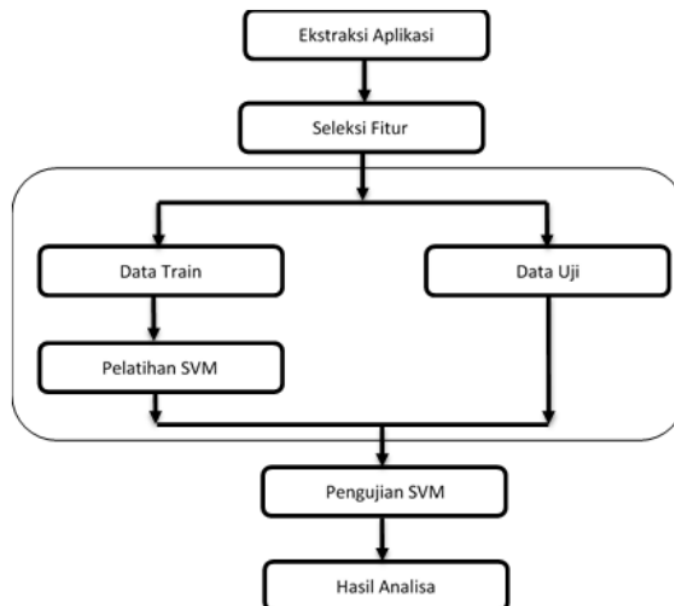 Ekstraksi Aplikasi
Seleksi Fitur
Data Train
Data Uji
Pelatihan SVM
Pengujian SVM
Hasil Analisa